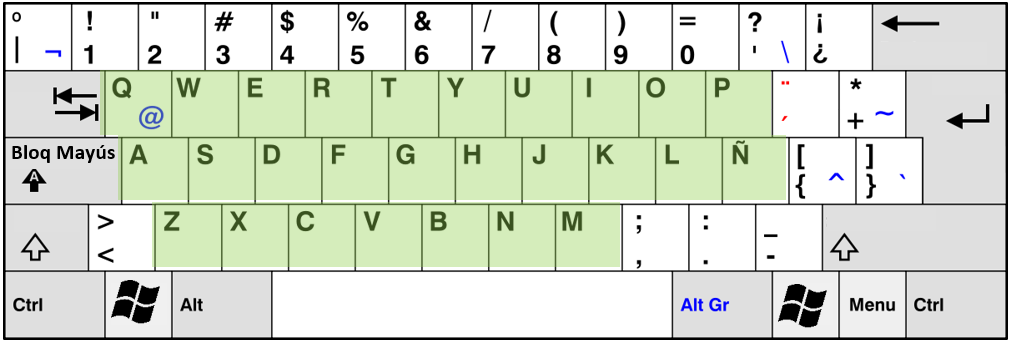 ° ! " # $ % & / ( ) = ? ¡
| ¬ 1 2 3 4 5 6 7 8 9 0 ' \ ¿
Q W E R T Y U I O P ¨ *
@ ´ + ~
Bloq Mayús A S D F G H J K L Ñ [ ]
A { ^ } `
> Z X C V B N M ; : _
< , . -
Ctrl Alt Alt Gr Menu Ctrl